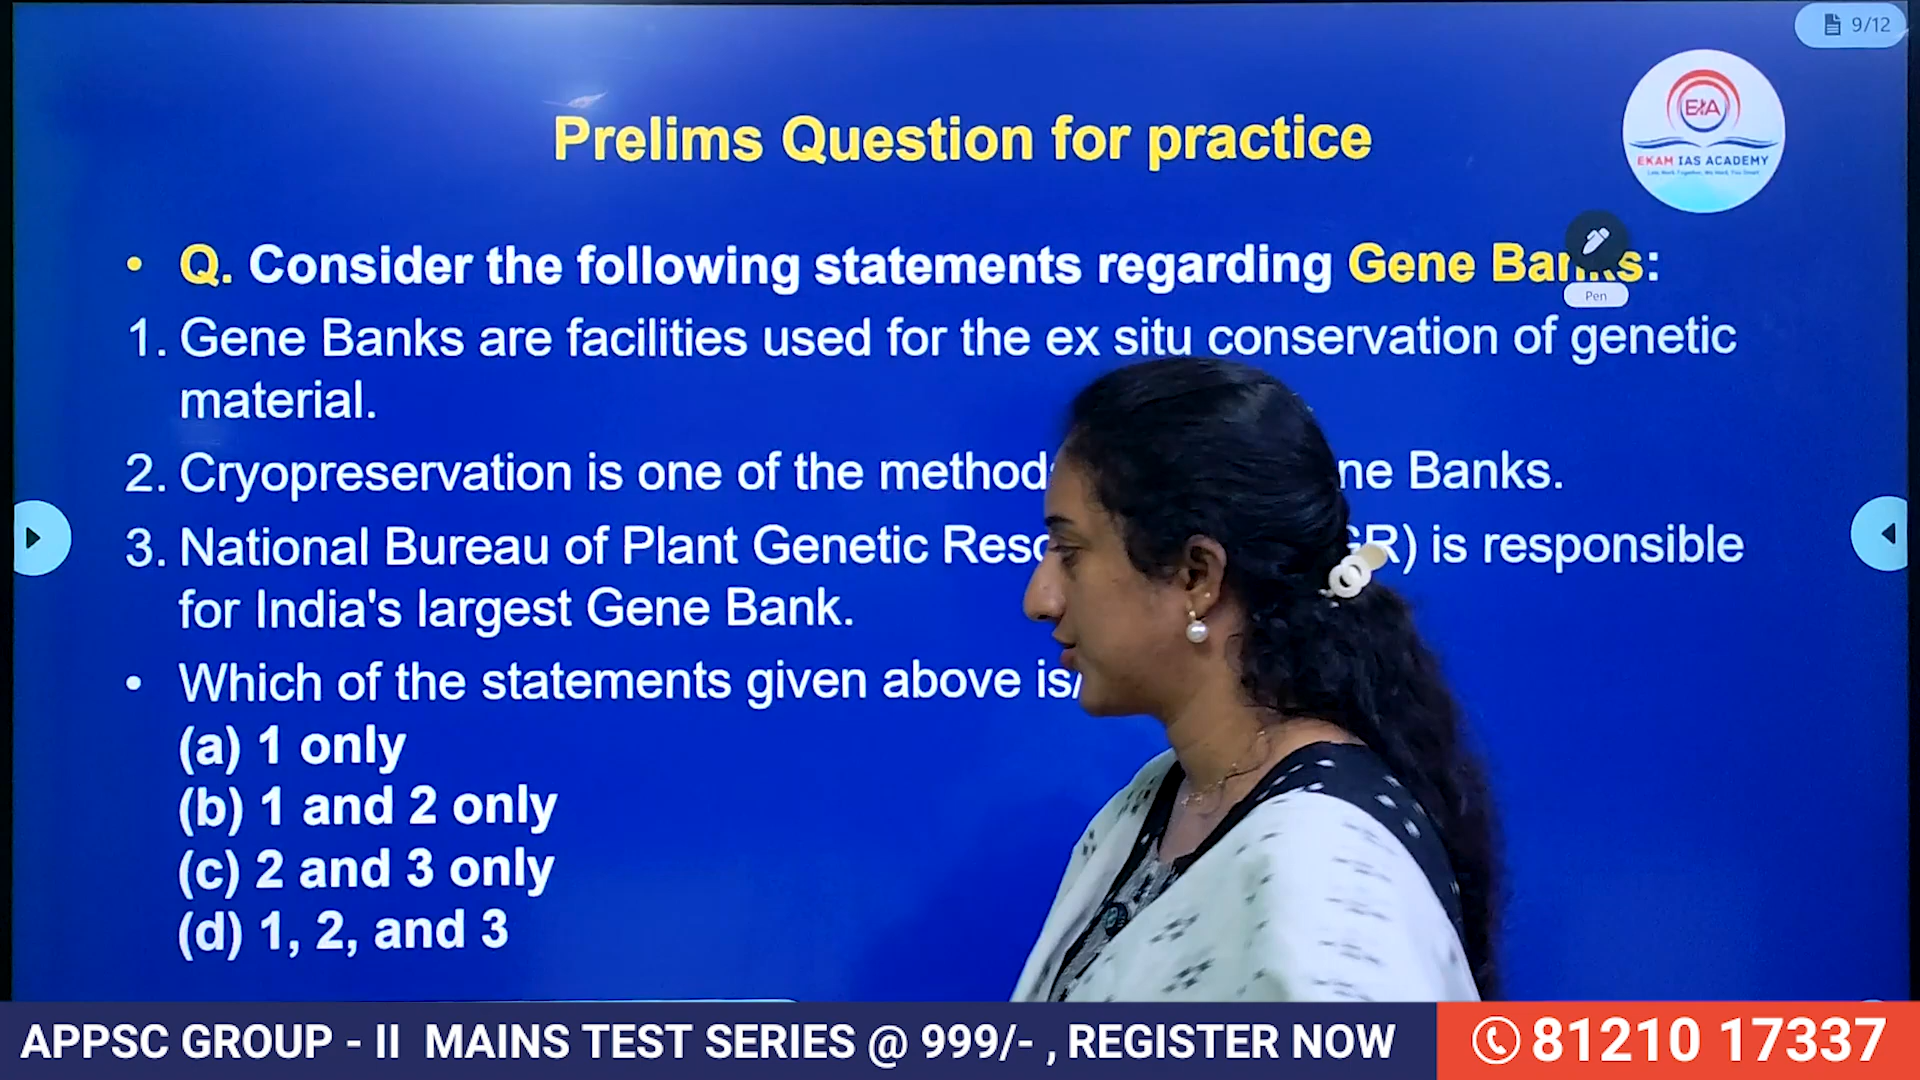 9/12
Prelims Question for practice
EIA
EKAM IAS ACADEMY
• Q. Consider the following statements regarding Gene Banks:
Pen
1. Gene Banks are facilities used for the ex situ conservation of genetic
material.
2. Cryopreservation is one of the method ne Banks.
3. National Bureau of Plant Genetic Reso GR) is responsible
for India's largest Gene Bank.
• Which of the statements given above is/
(a) 1 only
(b) 1 and 2 only
(c) 2 and 3 only
(d) 1, 2, and 3
APPSC GROUP - II MAINS TEST SERIES @ 999/- , REGISTER NOW
81210 17337